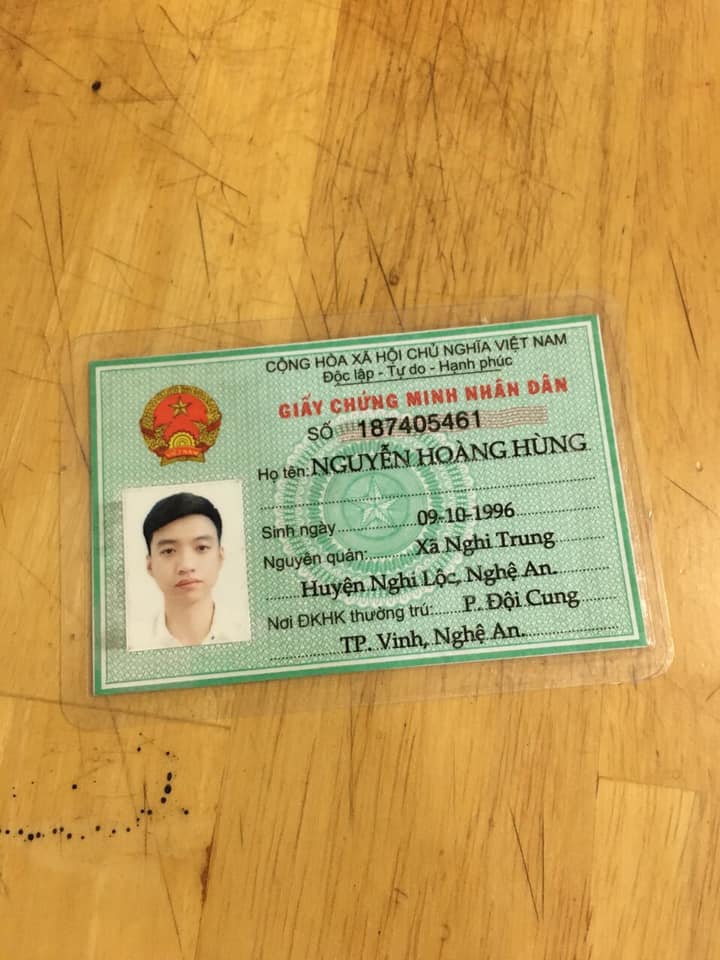 CỘNG HÒA XÃ HỘI CHỦ NGHĨA VIỆT NAM
Độc lập - Tự do - Hạnh phúc
GIẤY CHỨNG MINH NHÂN DÂN
SỐ 187405461
Họ tên: NGUYỄN HOÀNG HÙNG
Sinh ngày 09-10-1996
Nguyên quán: Xã Nghi Trung
Huyện Nghi Lộc, Nghệ An.
Nơi ĐKHK thường trú: P. Đội Cung
TP. Vinh, Nghệ An.
VIỆT NAM